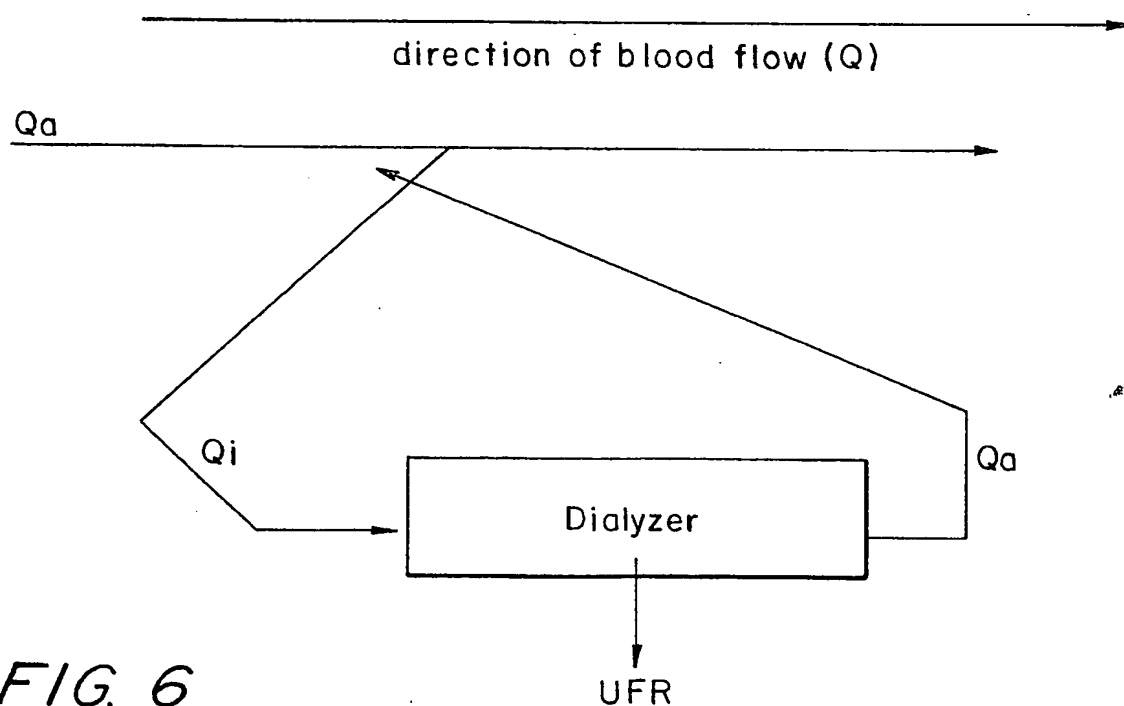 direction of blood flow (Q)
Qa
Qi
Qa
Dialyzer
UFR
FIG. 6